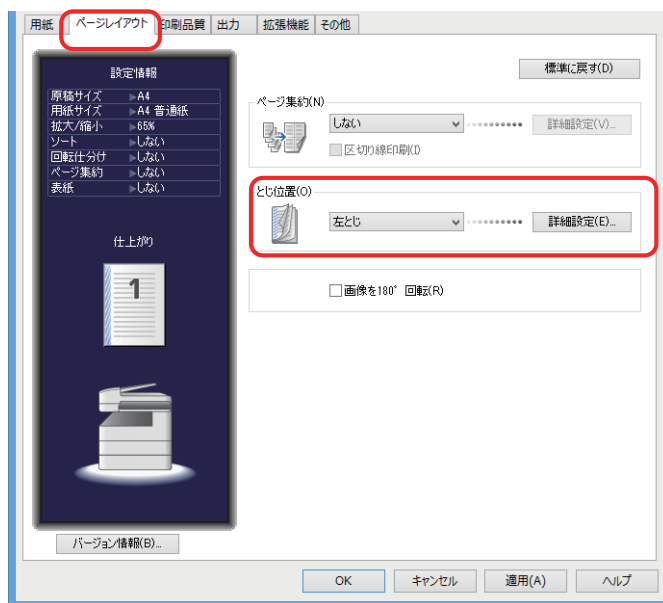 用紙 ページレイアウト 印刷品質 出力 拡張機能 その他
設定情報
原稿サイズ ▶A4
用紙サイズ ▶A4 普通紙
拡大/縮小 ▶65%
ソート ▶しない
回転仕分け ▶しない
ページ集約 ▶しない
表紙 ▶しない
仕上がり
1
バージョン情報(B)...
標準に戻す(D)
ページ集約(N)
しない 詳細設定(V)...
区切り線印刷(I)
とじ位置(O)
左とじ 詳細設定(E)...
画像を180° 回転(R)
OK キャンセル 適用(A) ヘルプ